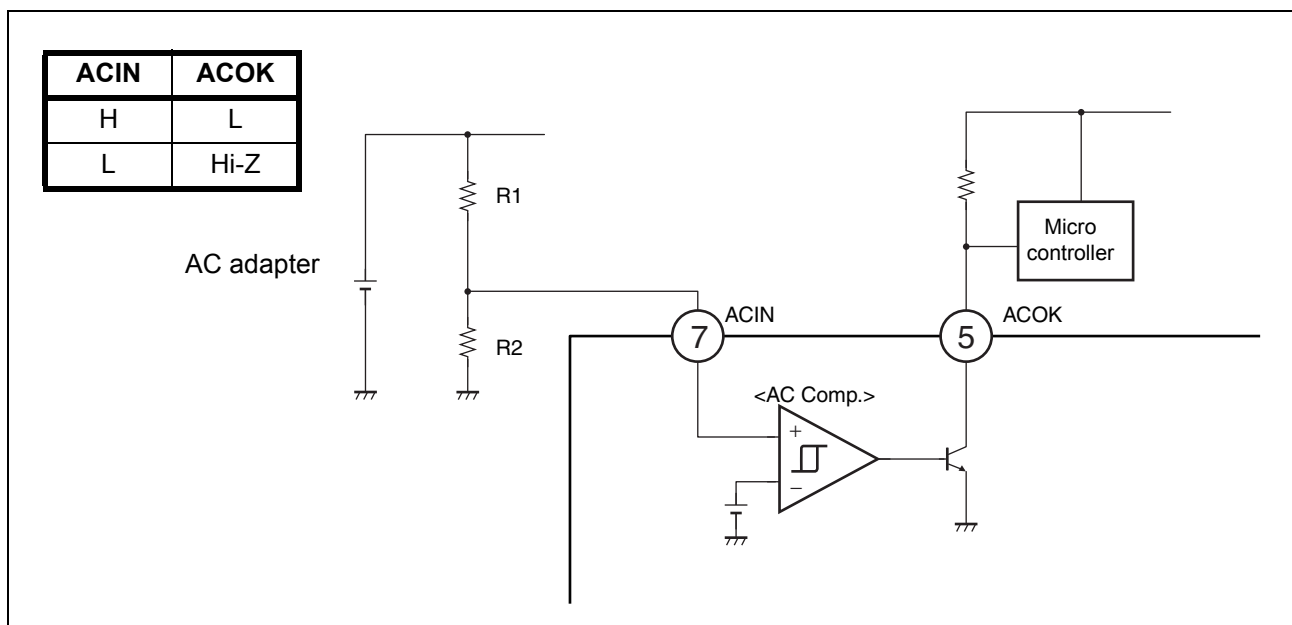 ACIN ACOK
H L
L Hi-Z
R1
Micro
controller
AC adapter
ACIN
ACOK
7
5
R2
<AC Comp.>
+
−